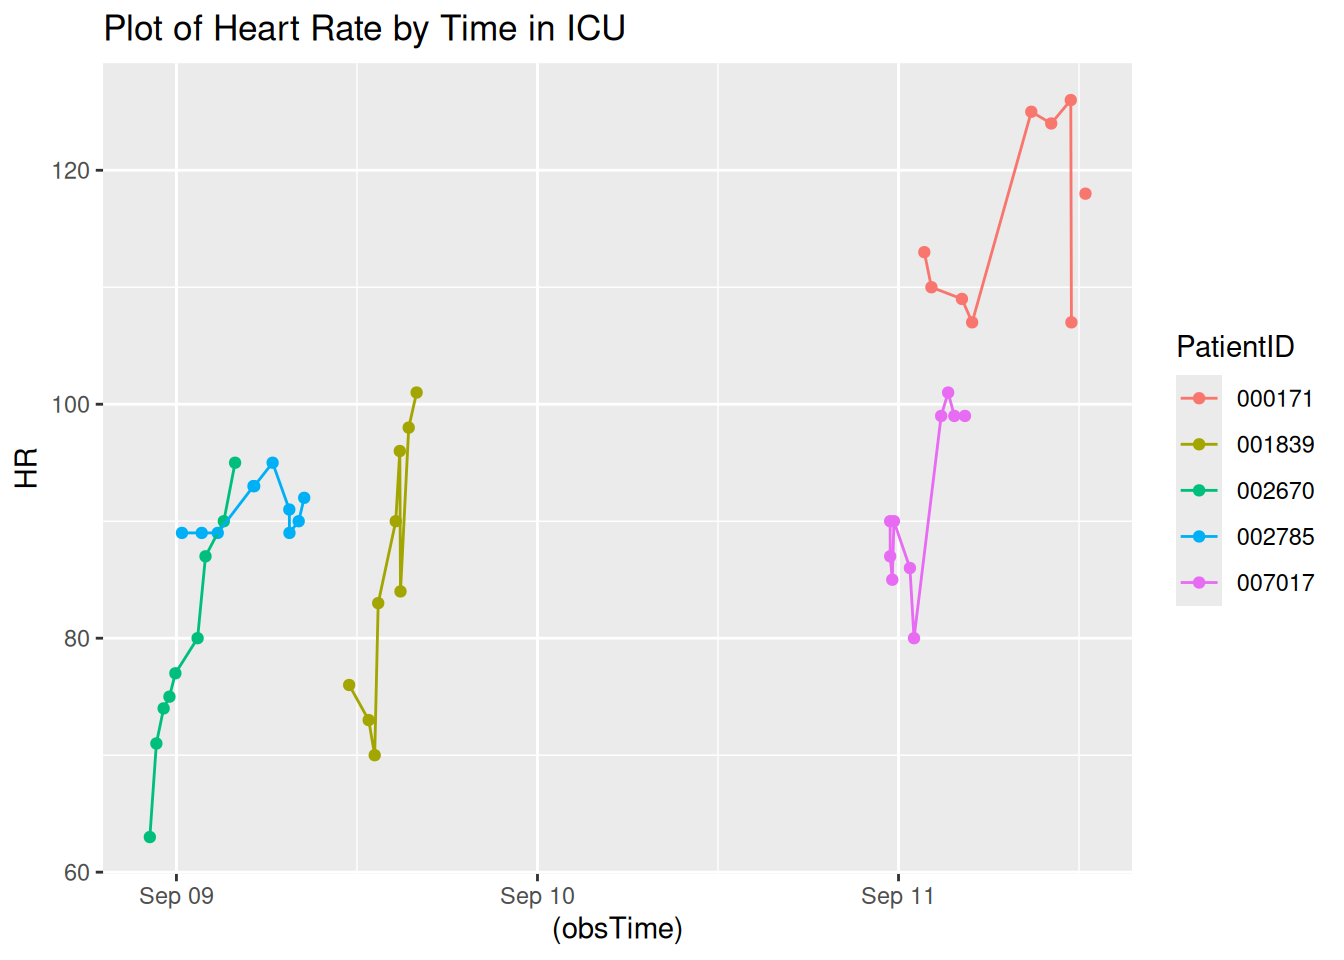 Plot of Heart Rate by Time in ICU
120
100
80
60
HR
Sep 09
Sep 10
Sep 11
(obsTime)
PatientID
000171
001839
002670
002785
007017